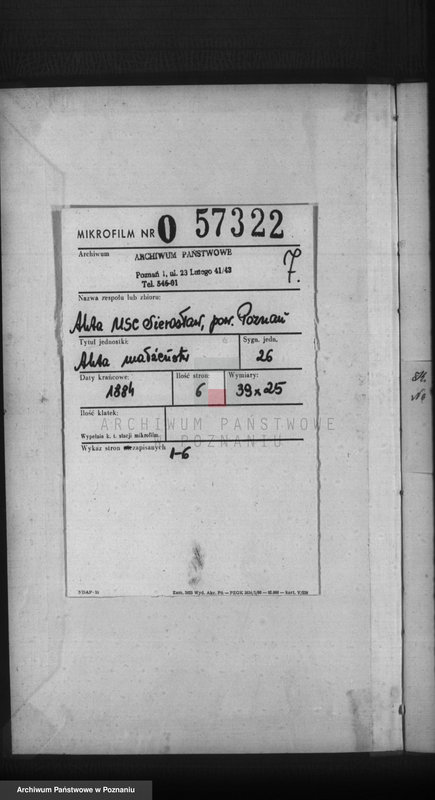 MIKROFILM NR 0 57322
Archiwum
ARCHIWUM PAŃSTWOWE
Poznań 1, ul. 23 Lutego 41/43
Tel. 546-81
7.
Nazwa zespołu lub zbioru:
Akta USC Sierosław, pow. Poznań
Tytuł jednostki:
Sygn. jedn.
Akta małżeństw
26
Daty krańcowe:
Ilość stron:
Wymiary:
1884
6
39 x 25
Ilość klatek:
Wypełnia k. t. stacji mikrofilm.
ARCHIWUM PAŃSTWOWE
W POZNANIU
Wykaz stron niezapisanych
1-6
NDAP-
Archiwum Państwowe w Poznaniu